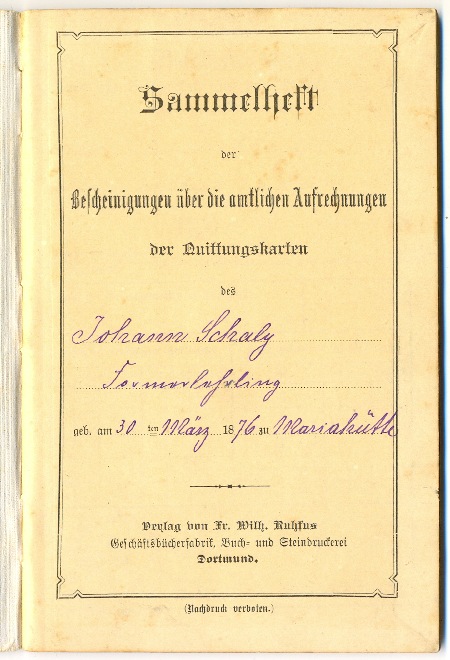 Sammelheft
der
Bescheinigungen über die amtlichen Aufrechnungen
der Quittungskarten
des
Johann Schaly
Formerlehrling
geb. am 30 ten März 1876 zu Mariahütte
Verlag von Fr. Wilh. Ruhfus
Geschäftsbücherfabrik, Buch- und Steindruckerei
Dortmund.
(Nachdruck verboten.)